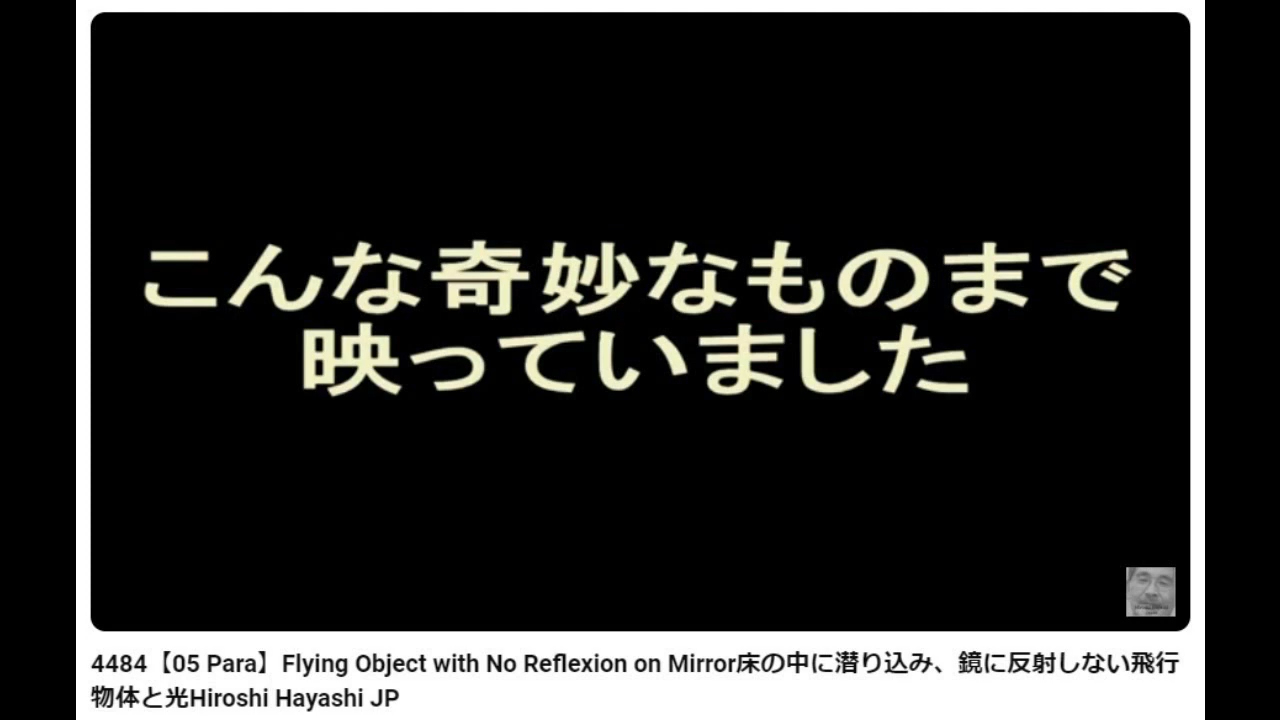 こんな奇妙なものまで
映っていました
4484【05 Para】Flying Object with No Reflexion on Mirror床の中に潜り込み、鏡に反射しない飛行
物体と光Hiroshi Hayashi JP